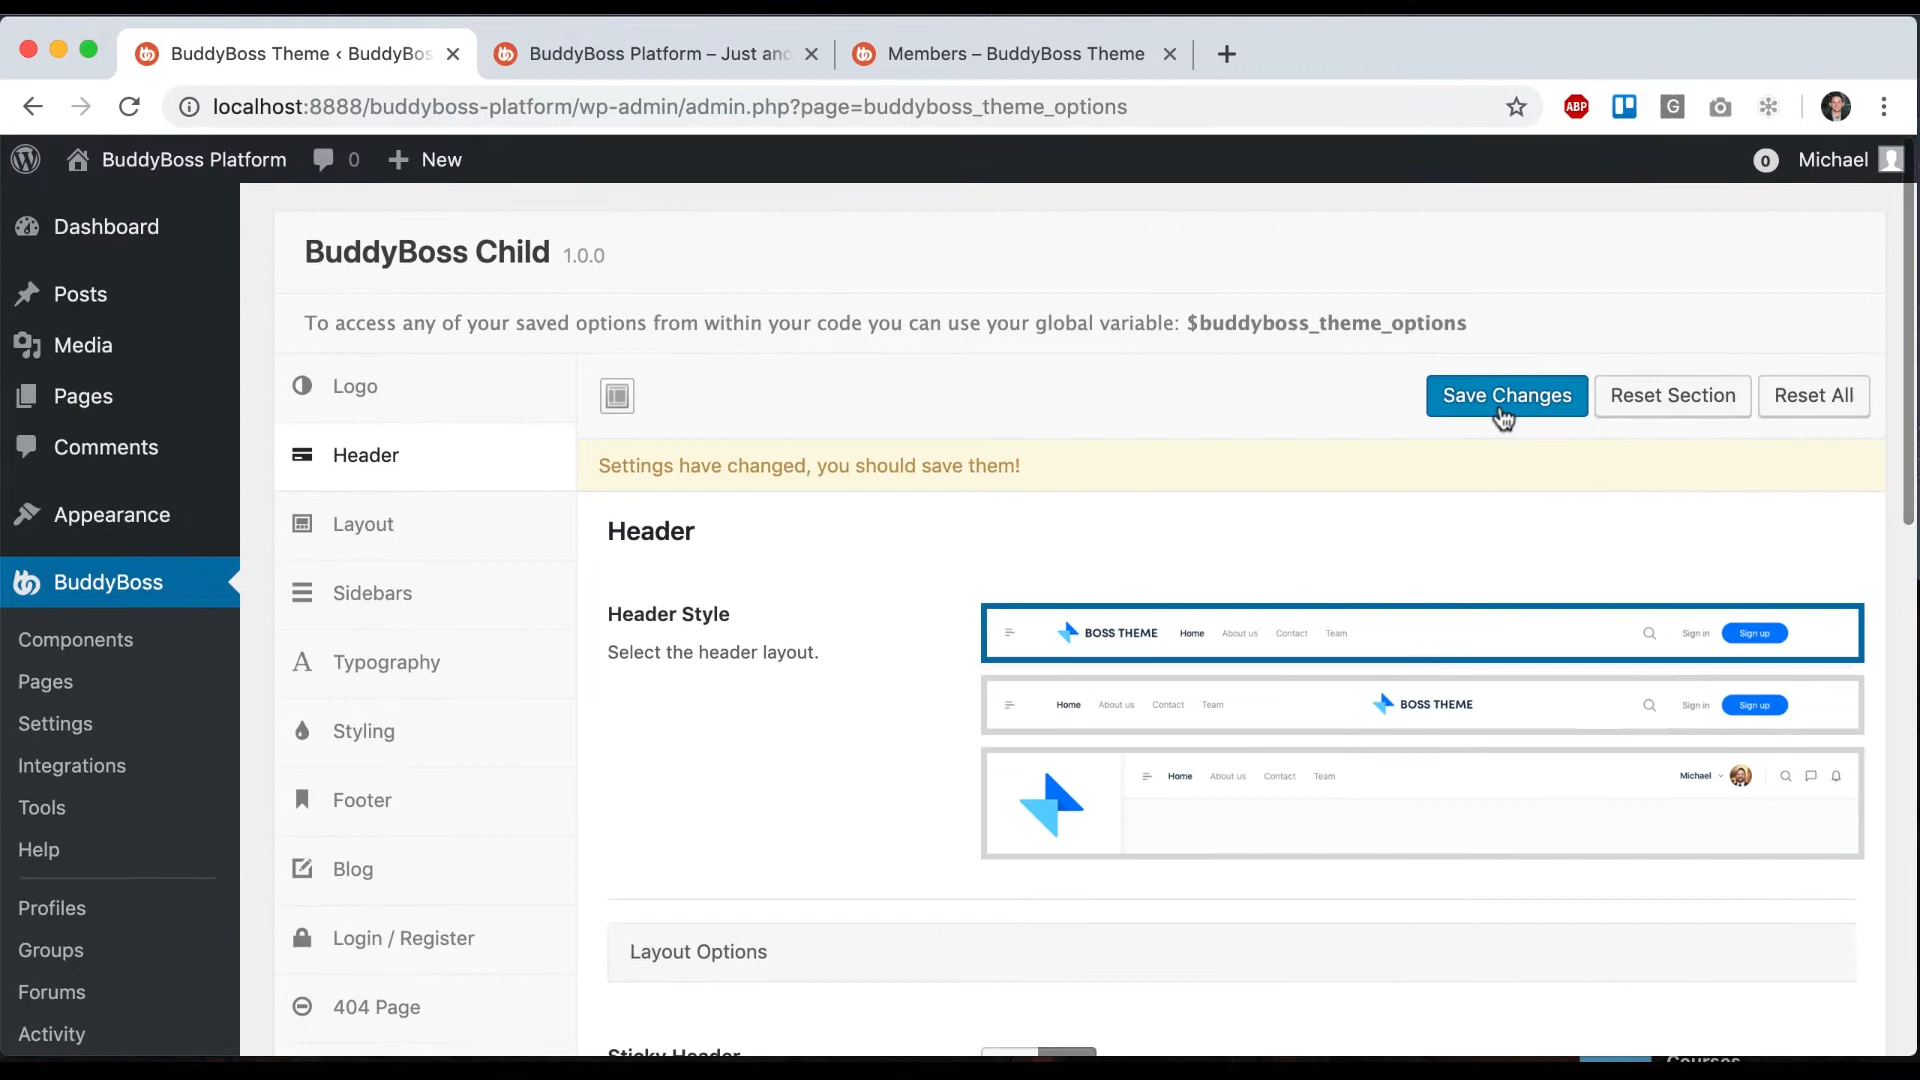 BuddyBoss Theme ‹ BuddyBos
BuddyBoss Platform – Just ano
Members – BuddyBoss Theme
localhost:8888/buddyboss-platform/wp-admin/admin.php?page=buddyboss_theme_options
ABP
G
BuddyBoss Platform
0
New
0
Michael
Dashboard
Posts
Media
Pages
Comments
Appearance
BuddyBoss
Components
Pages
Settings
Integrations
Tools
Help
Profiles
Groups
Forums
Activity
BuddyBoss Child 1.0.0
To access any of your saved options from within your code you can use your global variable: $buddyboss_theme_options
Logo
Header
Layout
Sidebars
Typography
Styling
Footer
Blog
Login / Register
404 Page
Save Changes
Reset Section
Reset All
Settings have changed, you should save them!
Header
Header Style
Select the header layout.
BOSS THEME Home About us Contact Team Sign in Sign up
Home About us Contact Team BOSS THEME Sign in Sign up
Home About us Contact Team Michael
Layout Options
Sticky Header
Courses